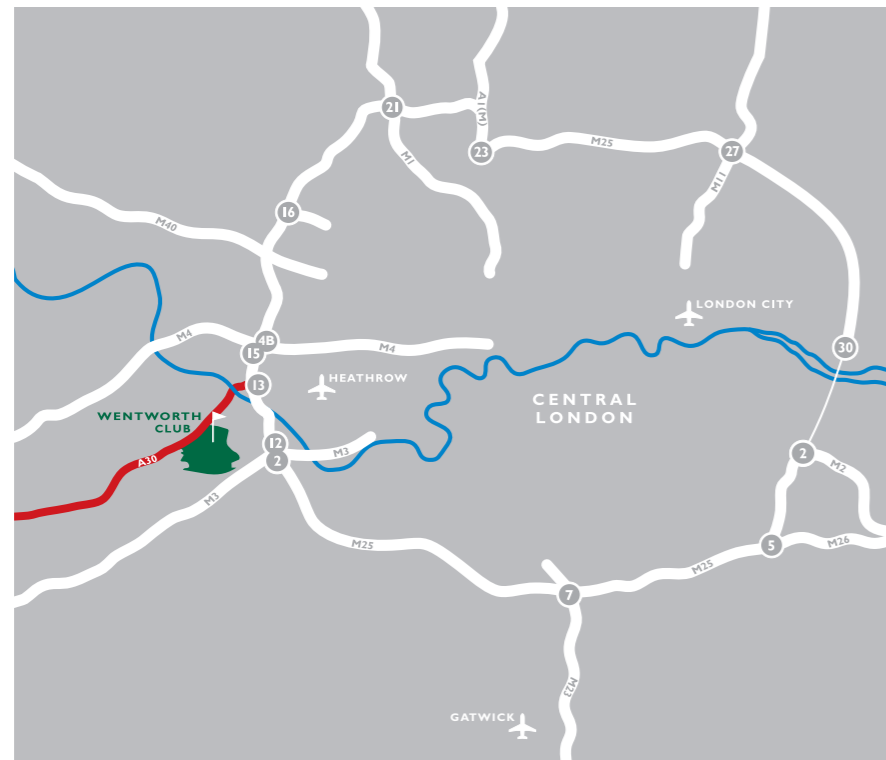 21
A1(M)
23
M25
27
M1
M11
16
M40
LONDON CITY
M4
4B
15
M4
30
13
HEATHROW
CENTRAL
LONDON
WENTWORTH
CLUB
12
2
M3
A30
2
M2
M3
M25
5
M26
M25
7
M23
GATWICK